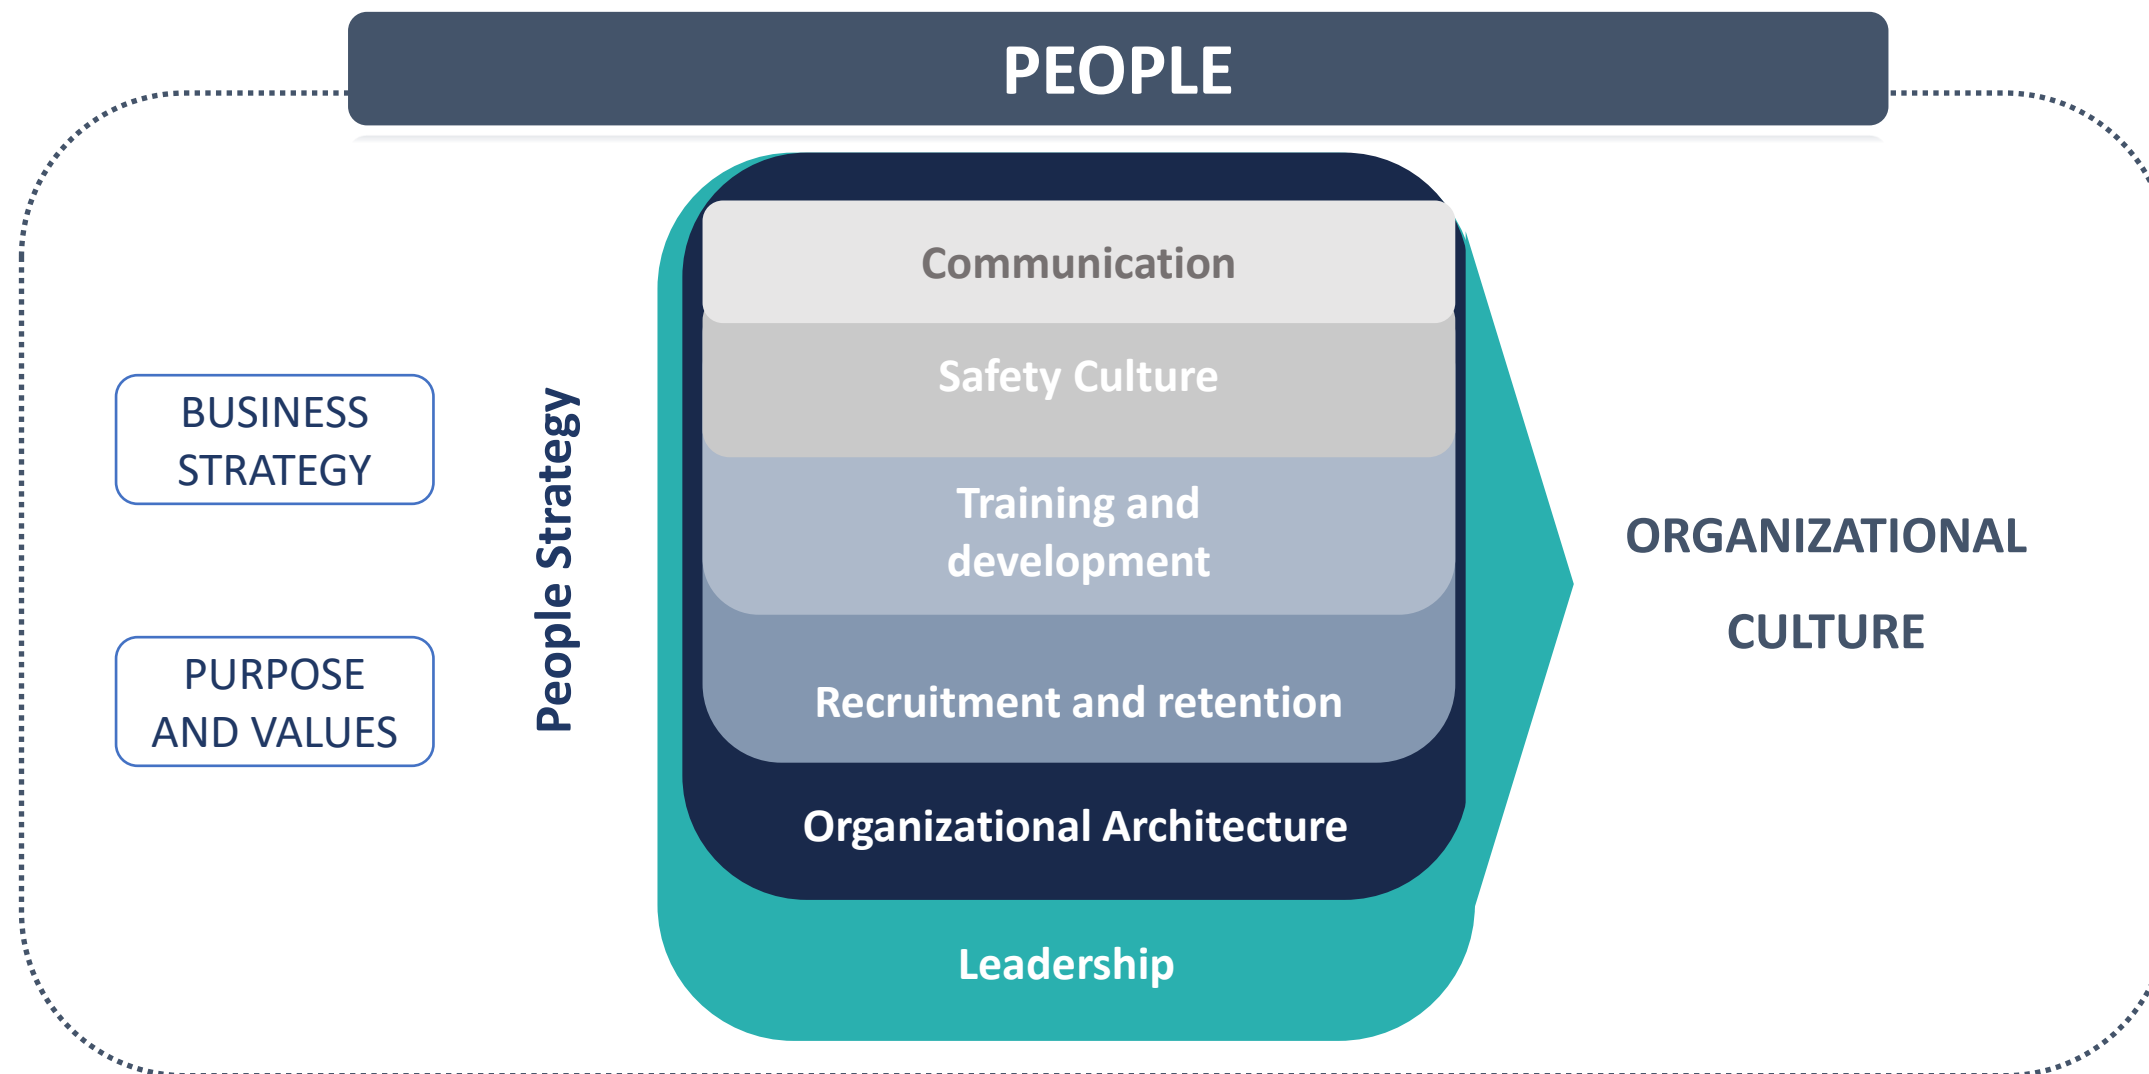 PEOPLE
BUSINESS
STRATEGY
PURPOSE
AND VALUES
People Strategy
Communication
Safety Culture
Training and
development
Recruitment and retention
Organizational Architecture
Leadership
ORGANIZATIONAL
CULTURE